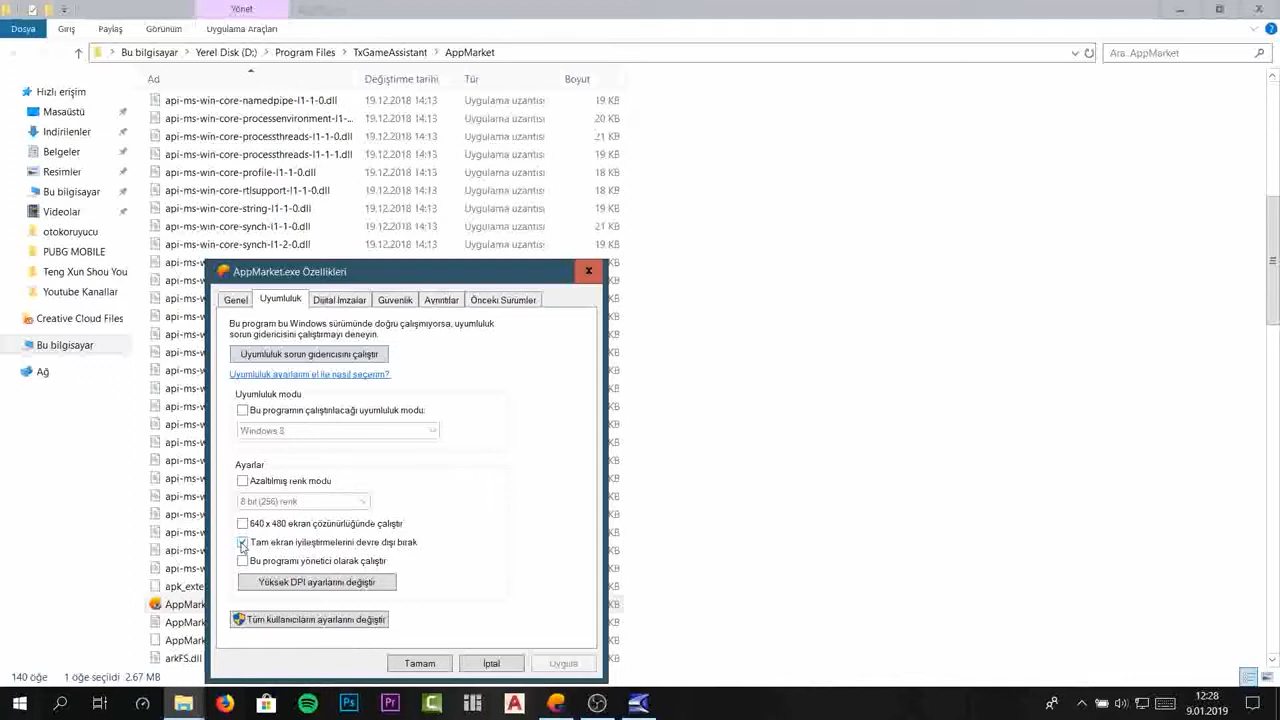 Yönet
Dosya Giriş Paylaş Görünüm Uygulama Araçları
Bu bilgisayar Yerel Disk (D:) Program Files TxGameAssistant AppMarket
Ara: AppMarket
Ad Değiştirme tarihi Tür Boyut
api-ms-win-core-namedpipe-l1-1-0.dll 19.12.2018 14:13 Uygulama uzantısı 19 KB
api-ms-win-core-processenvironment-l1-... 19.12.2018 14:13 Uygulama uzantısı 20 KB
api-ms-win-core-processthreads-l1-1-0.dll 19.12.2018 14:13 Uygulama uzantısı 21 KB
api-ms-win-core-processthreads-l1-1-1.dll 19.12.2018 14:13 Uygulama uzantısı 19 KB
api-ms-win-core-profile-l1-1-0.dll 19.12.2018 14:13 Uygulama uzantısı 18 KB
api-ms-win-core-rtlsupport-l1-1-0.dll 19.12.2018 14:13 Uygulama uzantısı 18 KB
api-ms-win-core-string-l1-1-0.dll 19.12.2018 14:13 Uygulama uzantısı 19 KB
api-ms-win-core-synch-l1-1-0.dll 19.12.2018 14:13 Uygulama uzantısı 21 KB
api-ms-win-core-synch-l1-2-0.dll 19.12.2018 14:13 Uygulama uzantısı 19 KB
Hızlı erişim
Masaüstü
İndirilenler
Belgeler
Resimler
Bu bilgisayar
Videolar
otokoruyucu
PUBG MOBILE
Teng Xun Shou You
Youtube Kanallar
Creative Cloud Files
Bu bilgisayar
Ağ
apk_exte
AppMark
AppMark
AppMark
arkFS.dll
AppMarket.exe Özellikleri
Genel Uyumluluk Dijital İmzalar Güvenlik Ayrıntılar Önceki Sürümler
Bu program bu Windows sürümünde doğru çalışmıyorsa, uyumluluk
sorun gidericisini çalıştırmayı deneyin.
Uyumluluk sorun gidericisini çalıştır
Uyumluluk ayarlarını el ile nasıl seçerim?
Uyumluluk modu
Bu programın çalıştırılacağı uyumluluk modu:
Windows 8
Ayarlar
Azaltılmış renk modu
8 bit (256) renk
640 x 480 ekran çözünürlüğünde çalıştır
Tam ekran iyileştirmelerini devre dışı bırak
Bu programı yönetici olarak çalıştır
Yüksek DPI ayarlarını değiştir
Tüm kullanıcıların ayarlarını değiştir
Tamam İptal Uygula
140 öğe 1 öğe seçildi 2.67 MB
12:28
9.01.2019